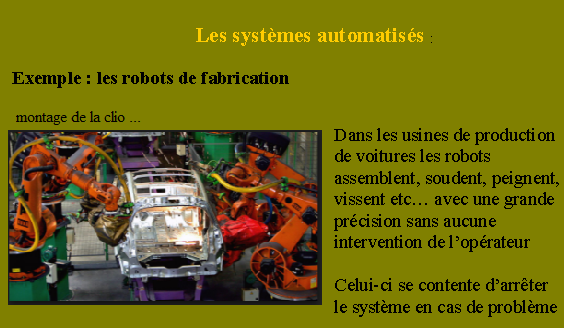 Les systèmes automatisés :
Exemple : les robots de fabrication
montage de la clio ...
Dans les usines de production
de voitures les robots
assemblent, soudent, peignent,
vissent etc… avec une grande
précision sans aucune
intervention de l’opérateur
Celui-ci se contente d’arrêter
le système en cas de problème